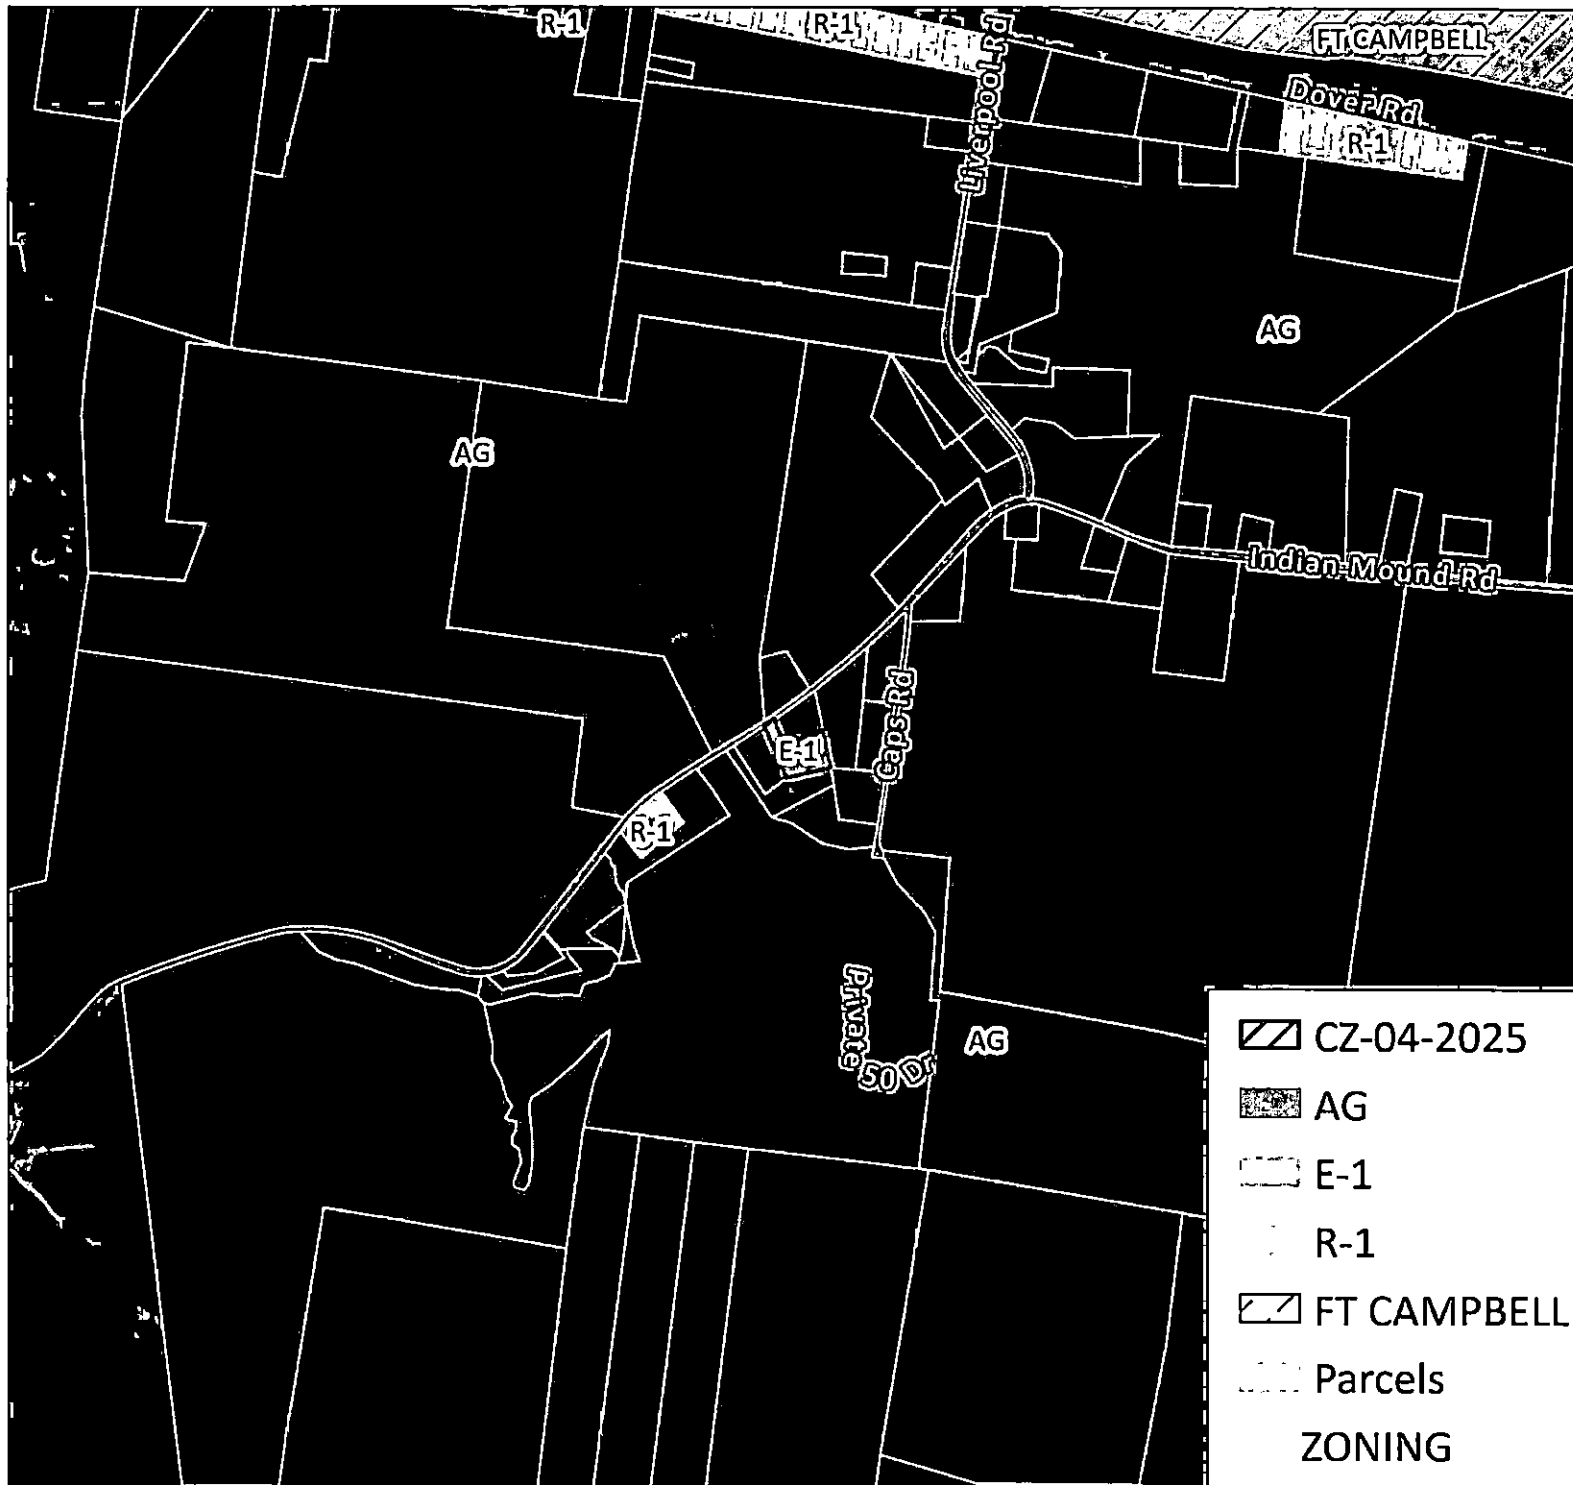 R-1
R-1
FT CAMPBELL
Liverpool Rd
Dover Rd
R-1
AG
AG
Indian Mound Rd
Caps Rd
E-1
R-1
Private 50 Dr
AG
CZ-04-2025
AG
E-1
R-1
FT CAMPBELL
Parcels
ZONING